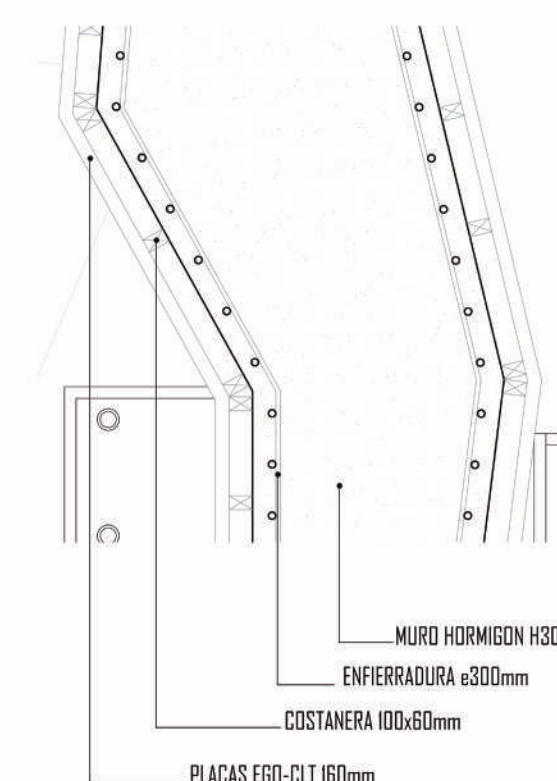 MURO HORMIGON H30
ENFIERRADURA e300mm
COSTANERA 100x60mm
PLACAS EGO-CLT 160mm